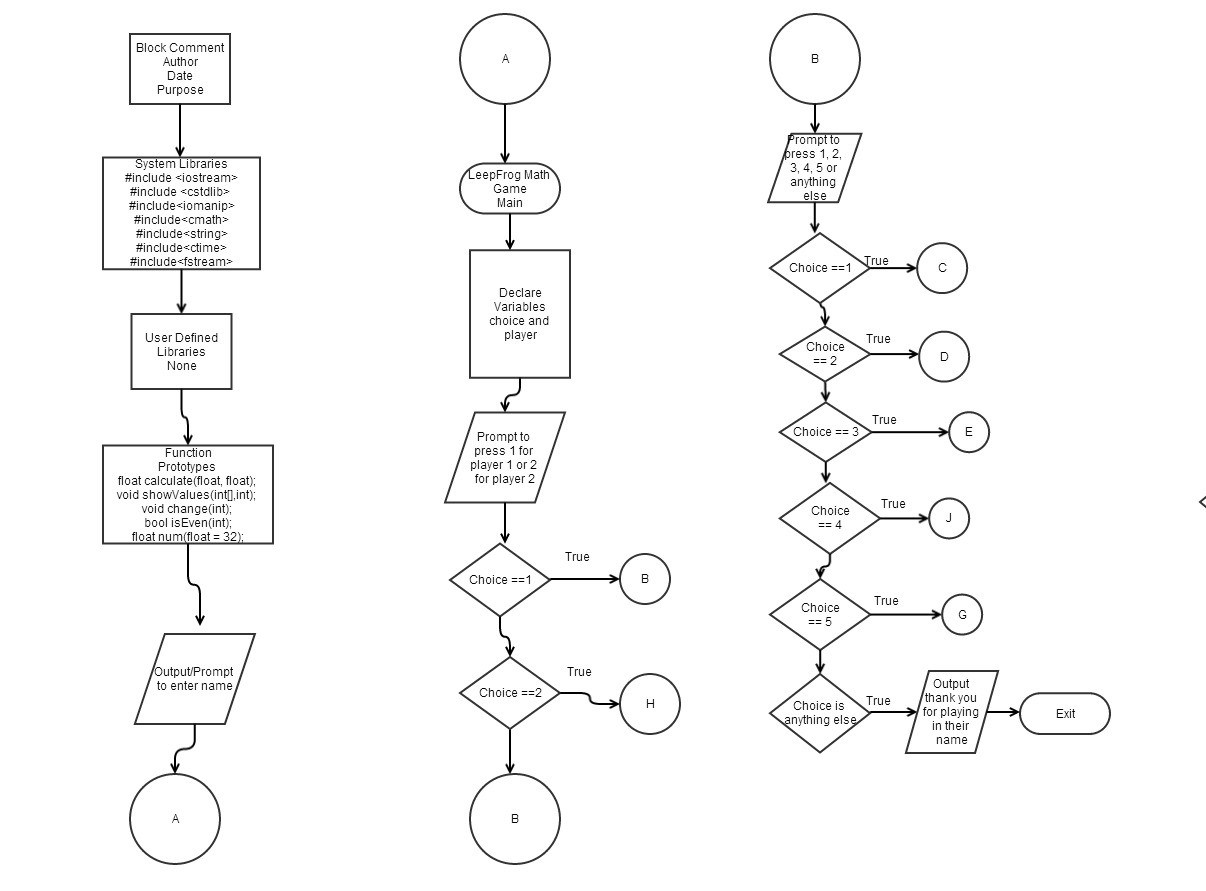 Block Comment
Author
Date
Purpose
System Libraries
#include <iostream>
#include <cstdlib>
#include<iomanip>
#include<cmath>
#include<string>
#include<ctime>
#include<fstream>
User Defined
Libraries
None
Function
Prototypes
float calculate(float, float);
void showValues(int[],int);
void change(int);
bool isEven(int);
float num(float = 32);
Output/Prompt
to enter name
A
A
LeepFrog Math
Game
Main
Declare
Variables
choice and
player
Prompt to
press 1 for
player 1 or 2
for player 2
Choice ==1
True
B
Choice ==2
True
H
B
B
Prompt to
press 1, 2,
3, 4, 5 or
anything
else
Choice ==1
True
C
Choice
== 2
True
D
Choice == 3
True
E
Choice
== 4
True
J
Choice
== 5
True
G
Choice is
anything else
True
Output
thank you
for playing
in their
name
Exit